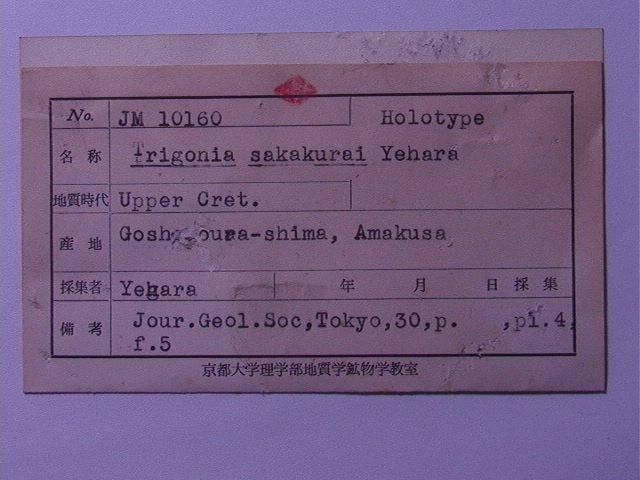 No. JM 10160 Holotype
名称 Trigonia sakakurai Yehara
地質時代 Upper Cret.
産地 Goshonoura-shima, Amakusa
採集者 Yehara 年 月 日 採集
備考 Jour.Geol.Soc,Tokyo,30,p. ,pl.4,
f.5
京都大学理学部地質学鉱物学教室